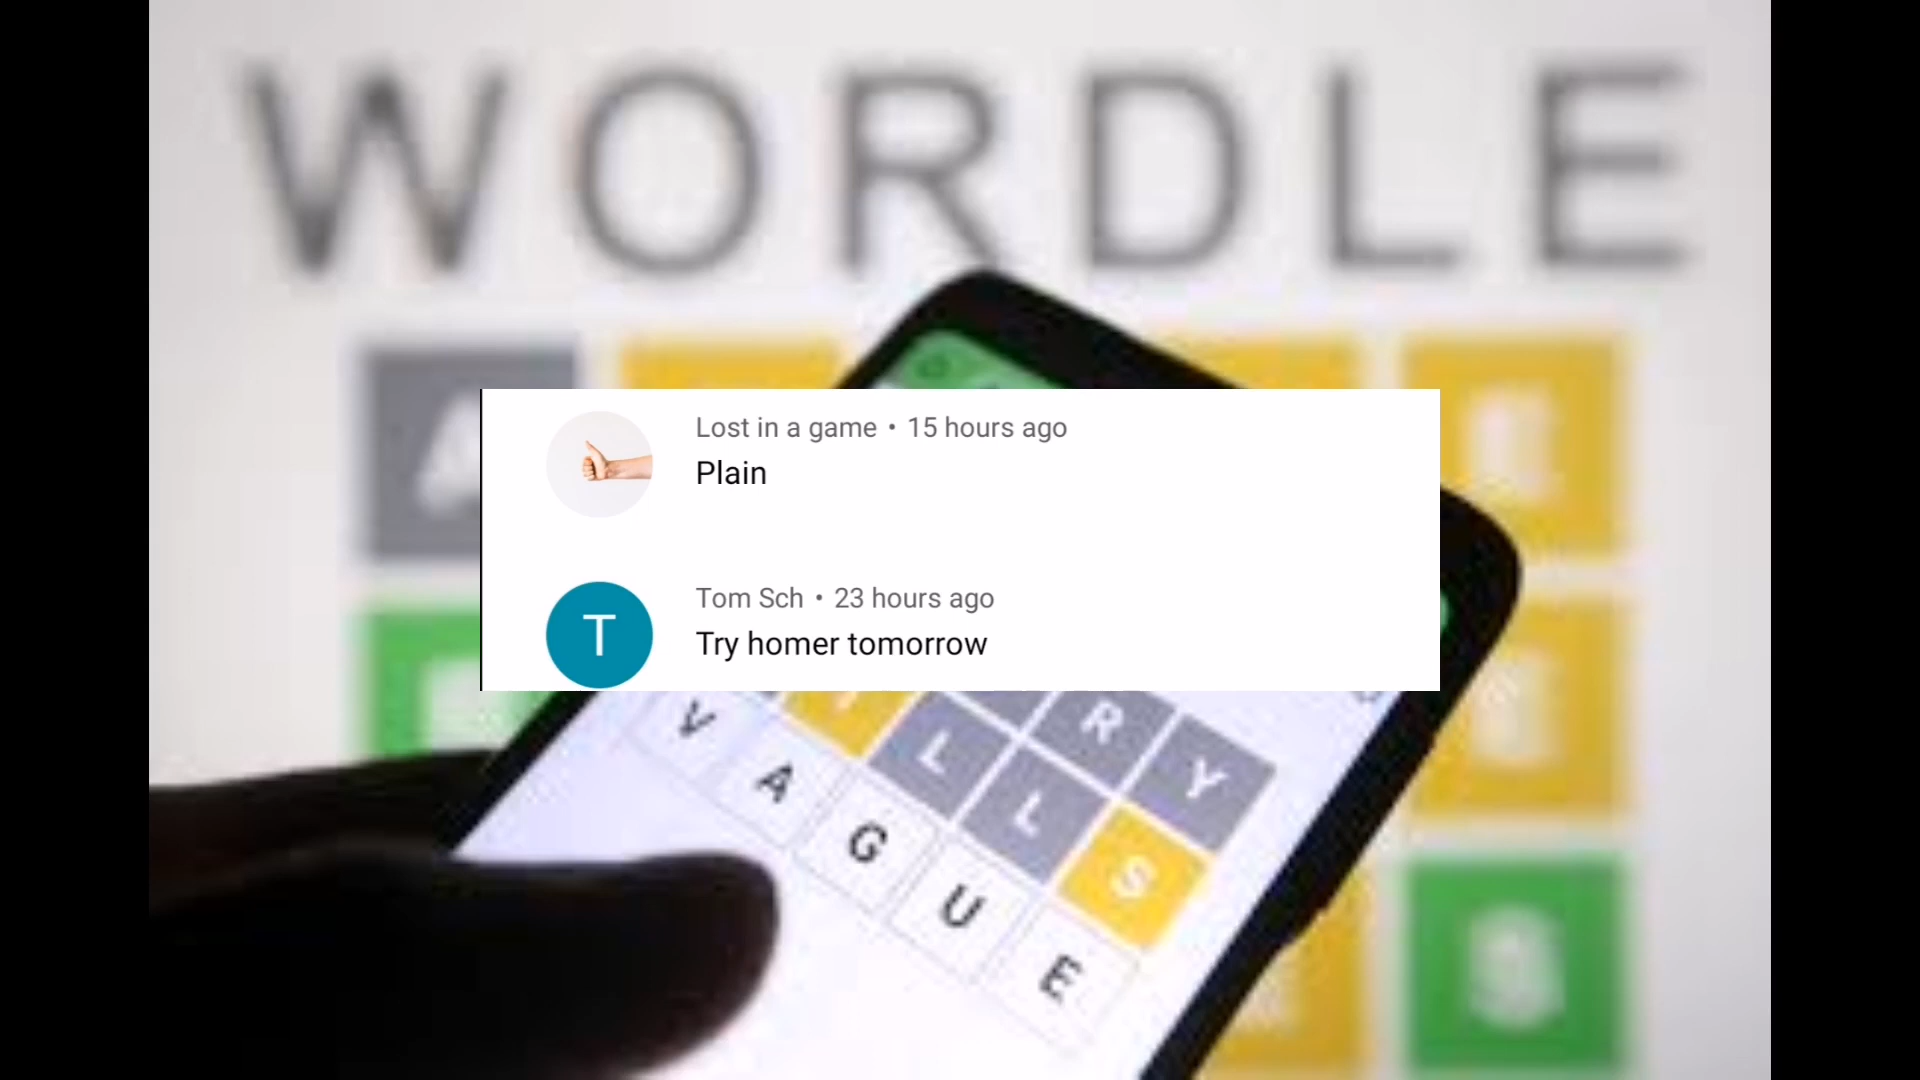 WORDLE
Lost in a game • 15 hours ago
Plain
Tom Sch • 23 hours ago
Try homer tomorrow
R Y
L L S
V A G U E
S